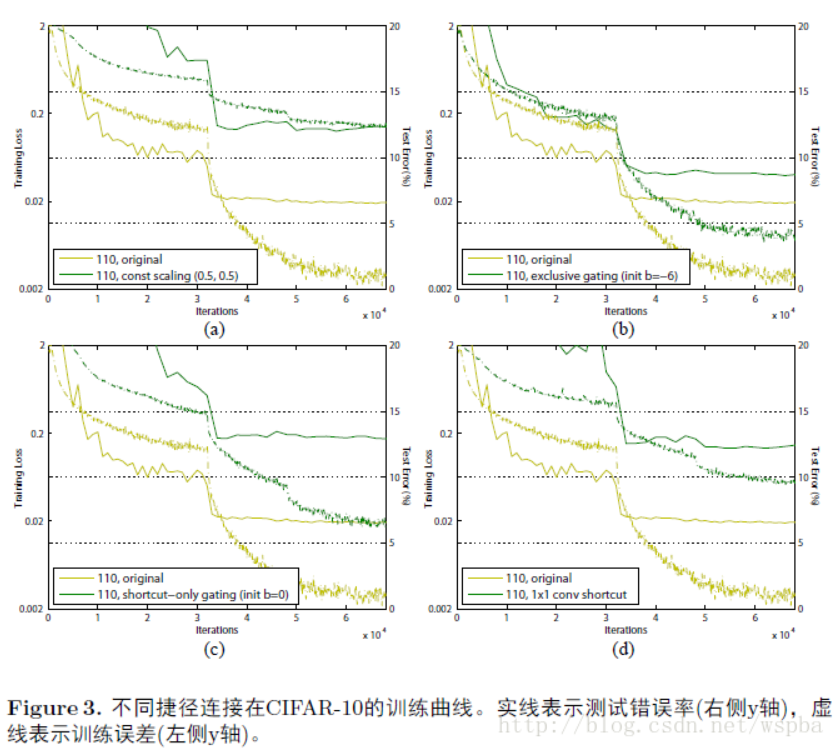 2
20
15
0.2
Training Loss
Test Error (%)
10
0.02
5
110, original
110, const scaling (0.5, 0.5)
0.002
0
0 1 2 3 4 5 6
Iterations
x 10^4
(a)
2
20
15
0.2
Training Loss
Test Error (%)
10
0.02
5
110, original
110, exclusive gating (init b=−6)
0.002
0
0 1 2 3 4 5 6
Iterations
x 10^4
(b)
2
20
15
0.2
Training Loss
Test Error (%)
10
0.02
5
110, original
110, shortcut−only gating (init b=0)
0.002
0
0 1 2 3 4 5 6
Iterations
x 10^4
(c)
2
20
15
0.2
Training Loss
Test Error (%)
10
0.02
5
110, original
110, 1x1 conv shortcut
0.002
0
0 1 2 3 4 5 6
Iterations
x 10^4
(d)
Figure 3. 不同捷径连接在CIFAR-10的训练曲线。实线表示测试错误率(右侧y轴)，虚
线表示训练误差(左侧y轴)。
http://blog.csdn.net/wspba